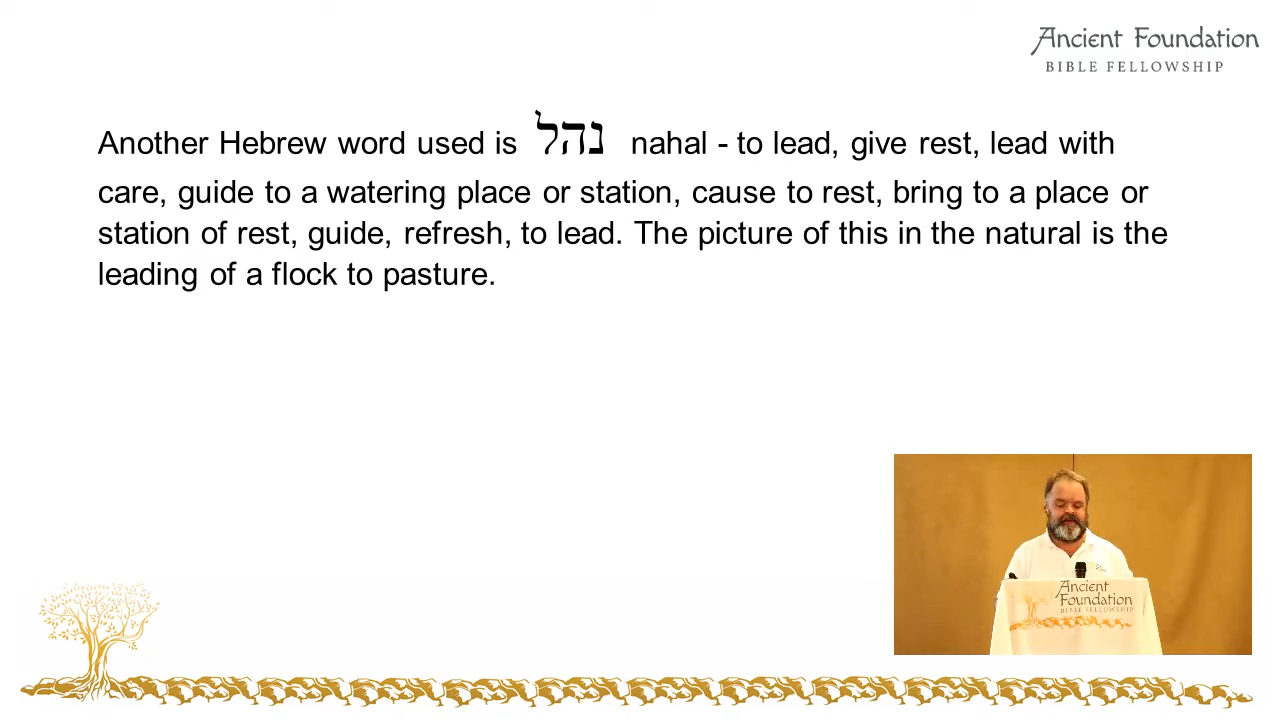 Ancient Foundation
BIBLE FELLOWSHIP
Another Hebrew word used is נהל nahal - to lead, give rest, lead with
care, guide to a watering place or station, cause to rest, bring to a place or
station of rest, guide, refresh, to lead. The picture of this in the natural is the
leading of a flock to pasture.
Ancient
Foundation
BIBLE FELLOWSHIP